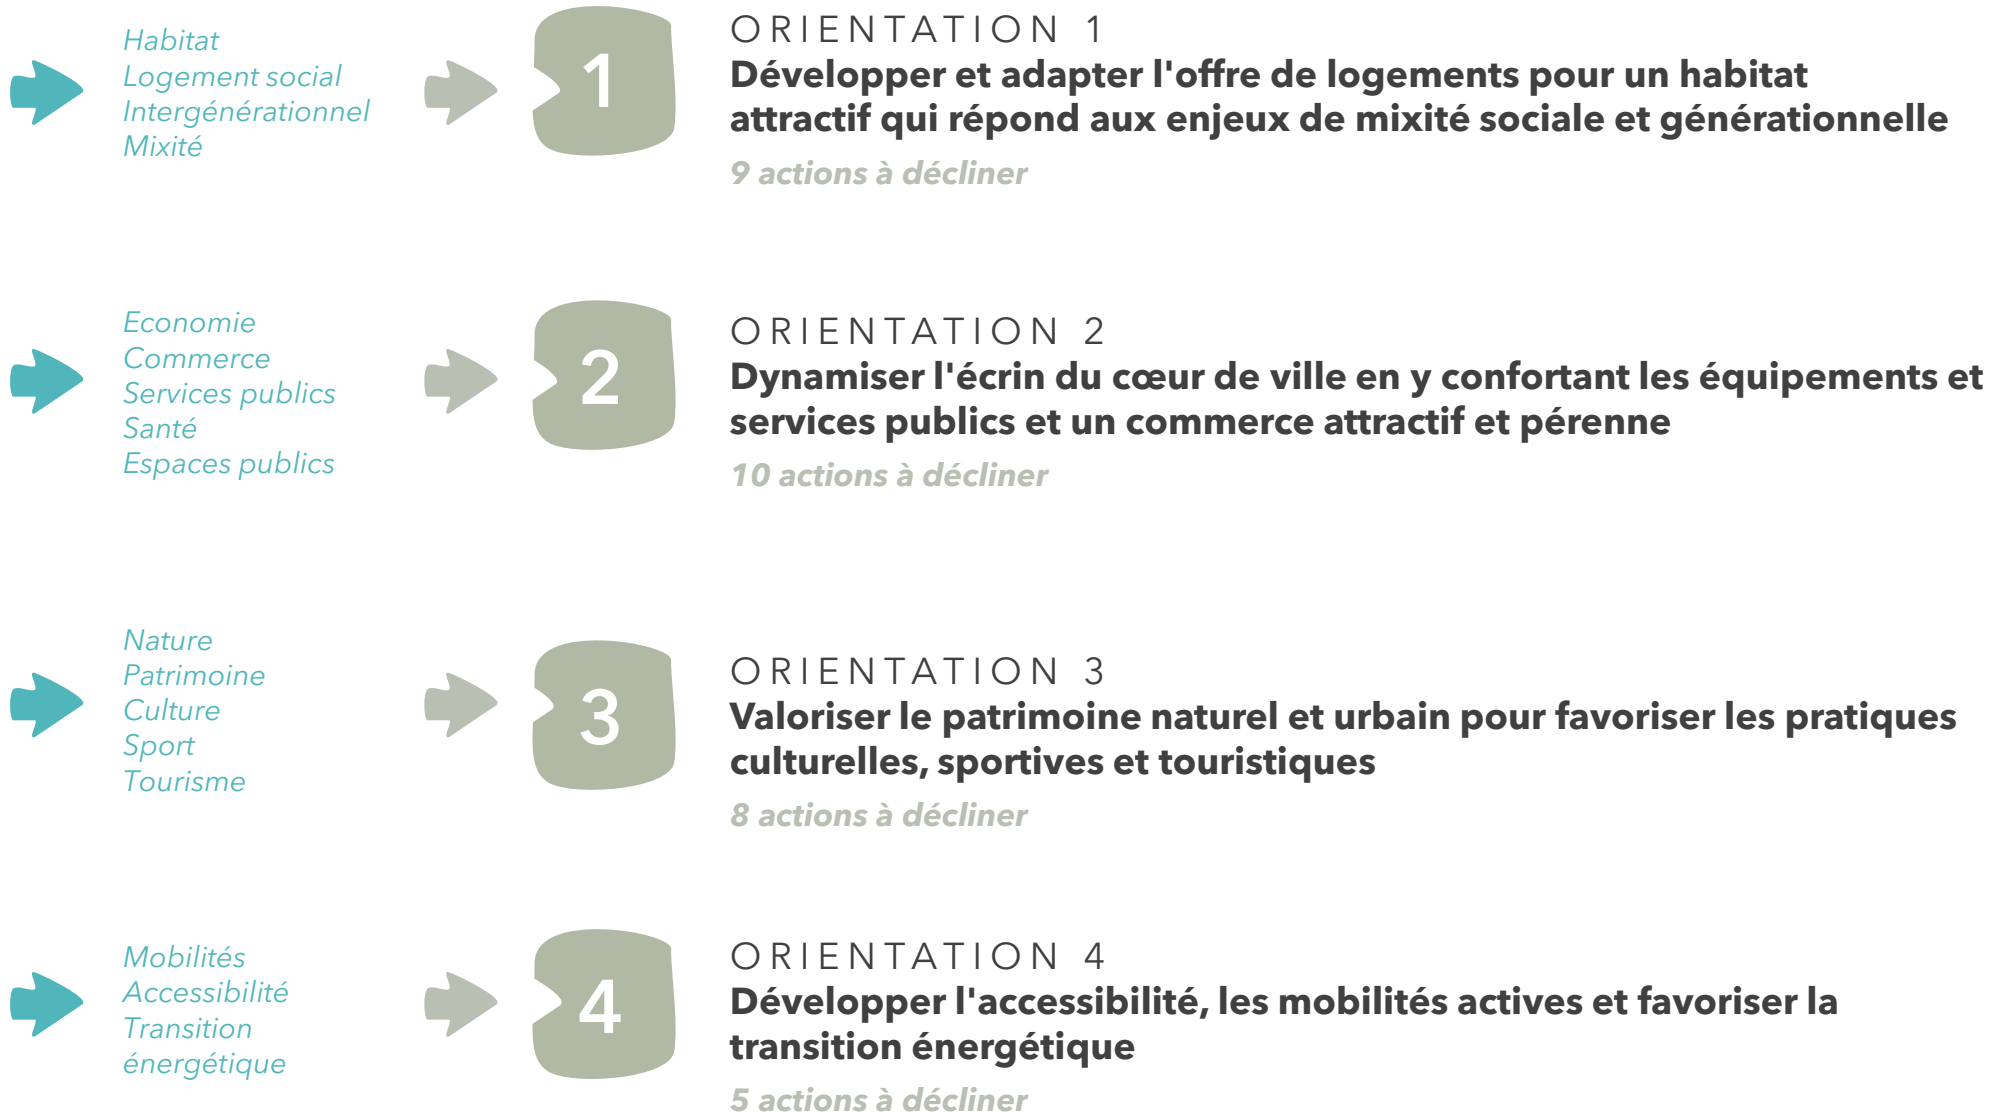 Habitat
Logement social
Intergénérationnel
Mixité
1
ORIENTATION 1
Développer et adapter l'offre de logements pour un habitat
attractif qui répond aux enjeux de mixité sociale et générationnelle
9 actions à décliner
Economie
Commerce
Services publics
Santé
Espaces publics
2
ORIENTATION 2
Dynamiser l'écrin du cœur de ville en y confortant les équipements et
services publics et un commerce attractif et pérenne
10 actions à décliner
Nature
Patrimoine
Culture
Sport
Tourisme
3
ORIENTATION 3
Valoriser le patrimoine naturel et urbain pour favoriser les pratiques
culturelles, sportives et touristiques
8 actions à décliner
Mobilités
Accessibilité
Transition
énergétique
4
ORIENTATION 4
Développer l'accessibilité, les mobilités actives et favoriser la
transition énergétique
5 actions à décliner